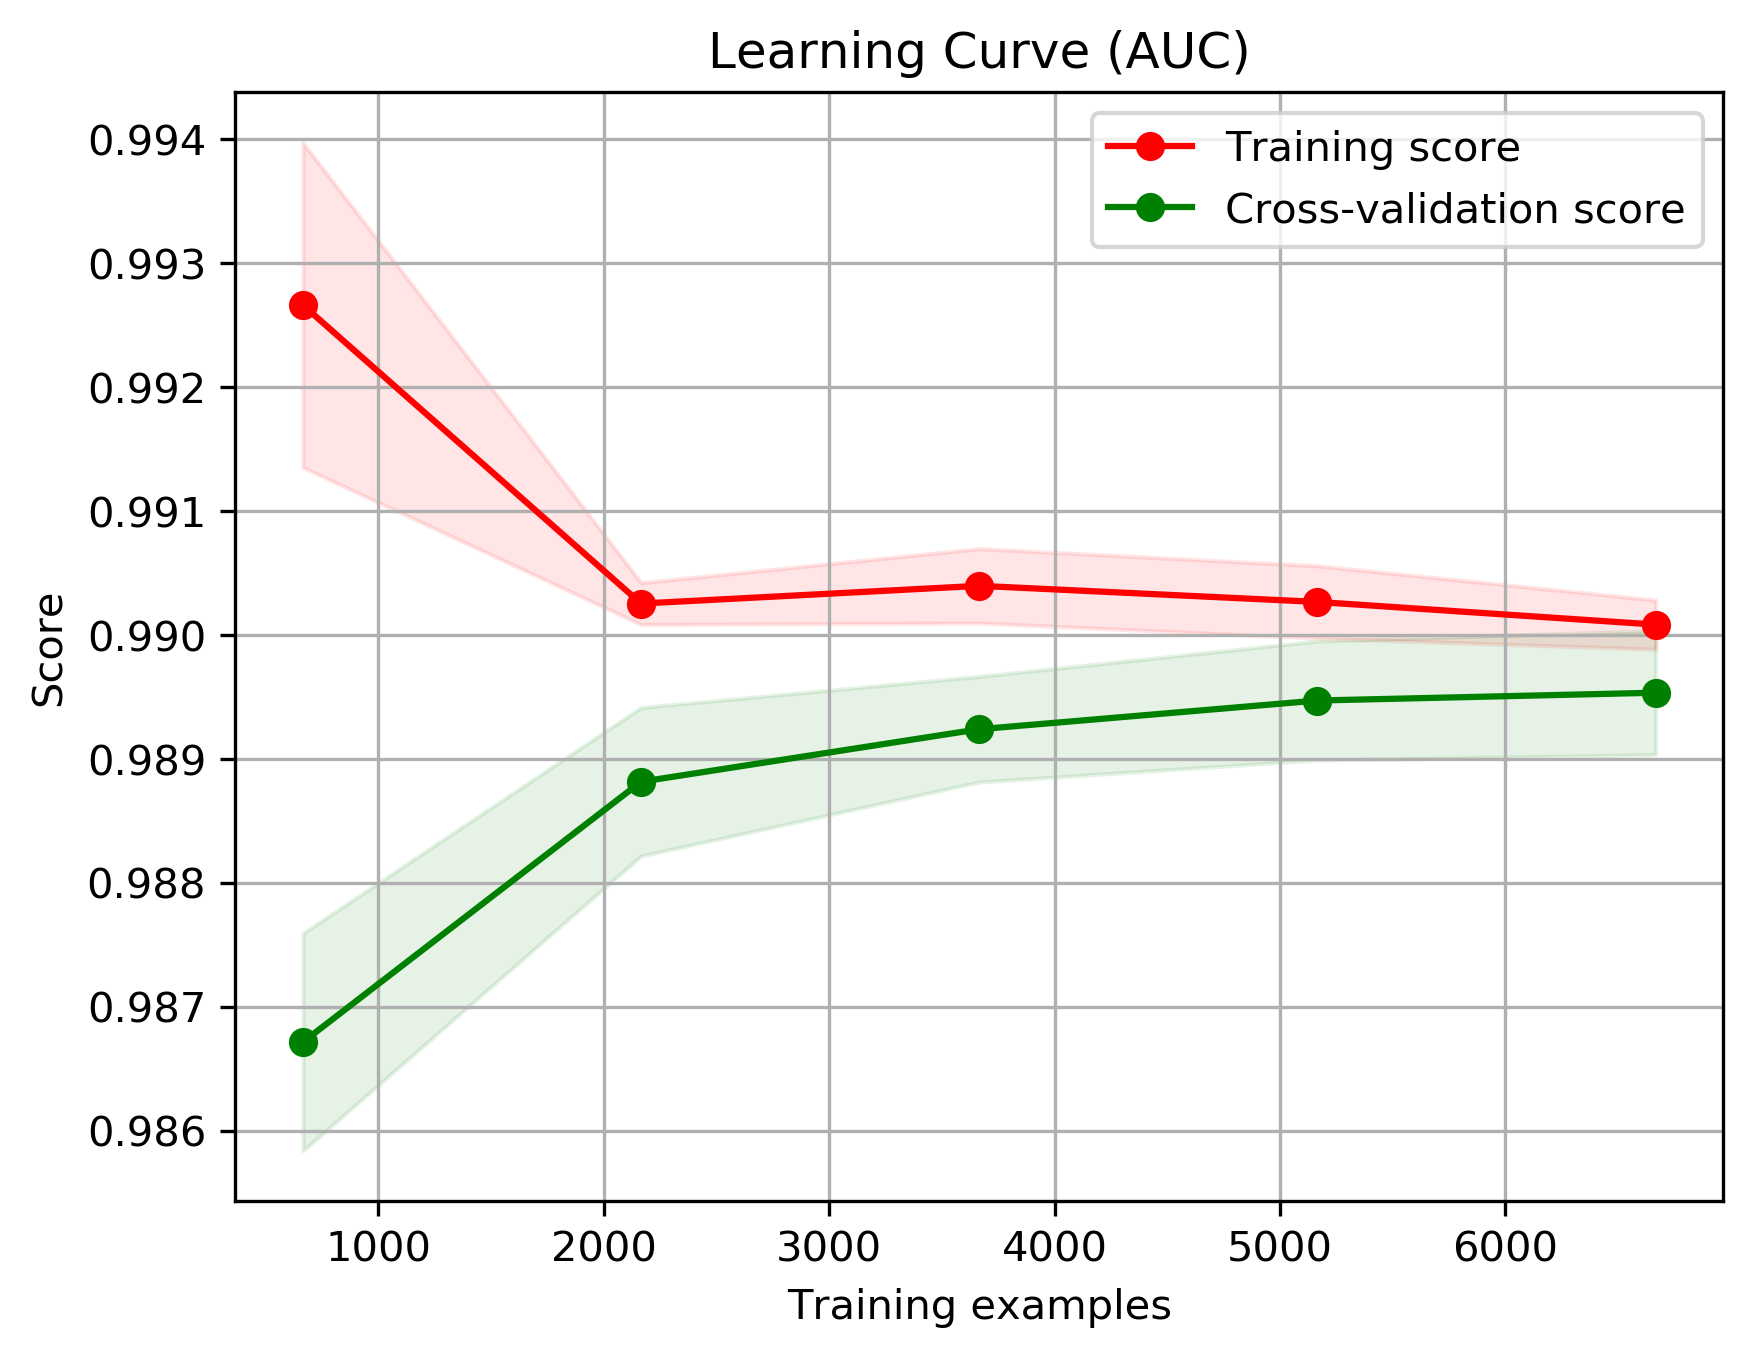 Learning Curve (AUC)
Training score
Cross-validation score
0.994
0.993
0.992
0.991
0.990
0.989
0.988
0.987
0.986
Score
1000 2000 3000 4000 5000 6000
Training examples